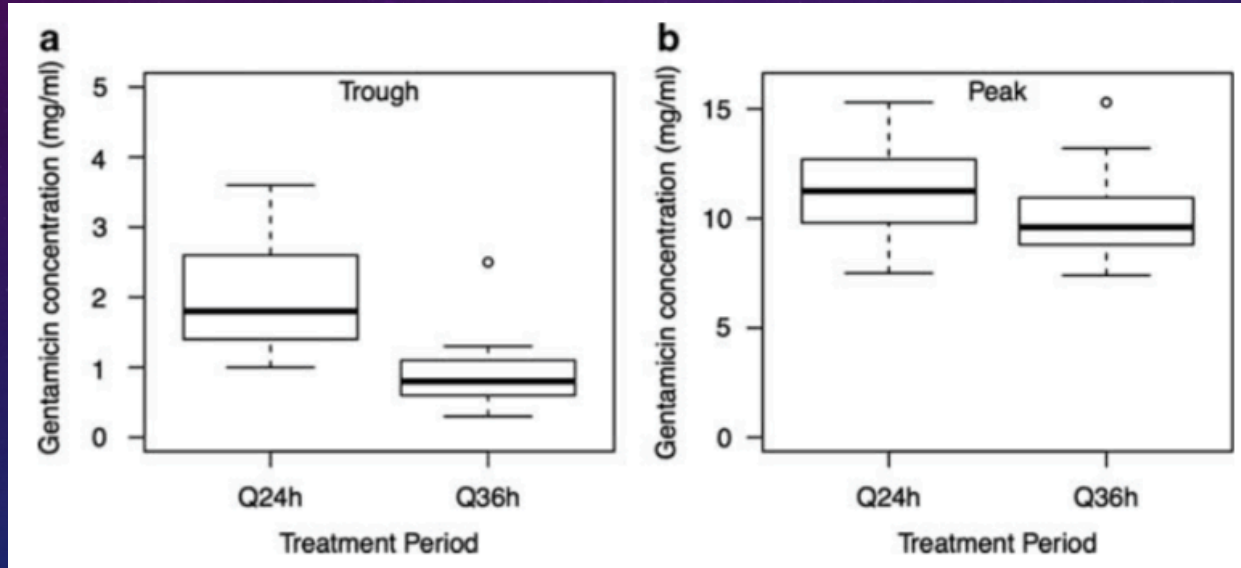 a
Gentamicin concentration (mg/ml)
Trough
5
4
3
2
1
0
Q24h Q36h
Treatment Period
b
Gentamicin concentration (mg/ml)
Peak
15
10
5
0
Q24h Q36h
Treatment Period